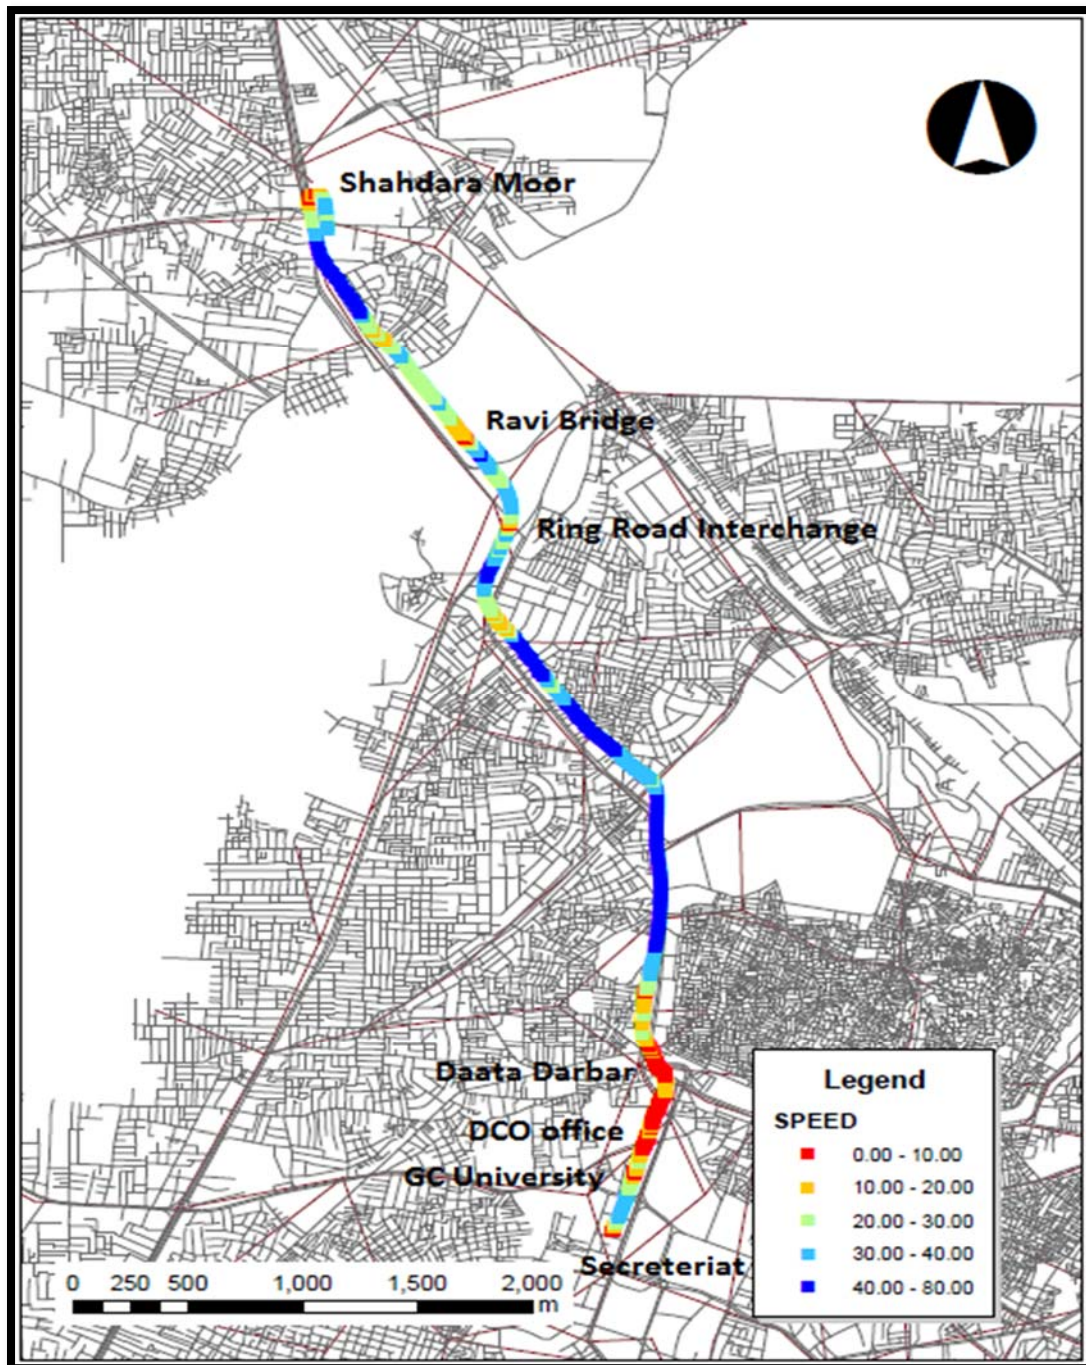 Shahdara Moor
Ravi Bridge
Ring Road Interchange
Daata Darbar
DCO office
GC University
Secreteriat
Legend
SPEED
0.00 - 10.00
10.00 - 20.00
20.00 - 30.00
30.00 - 40.00
40.00 - 80.00
0 250 500 1,000 1,500 2,000
m